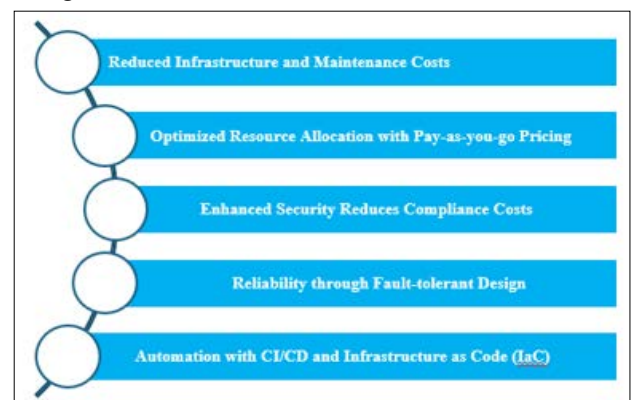 Reduced Infrastructure and Maintenance Costs
Optimized Resource Allocation with Pay-as-you-go Pricing
Enhanced Security Reduces Compliance Costs
Reliability through Fault-tolerant Design
Automation with CI/CD and Infrastructure as Code (IaC)